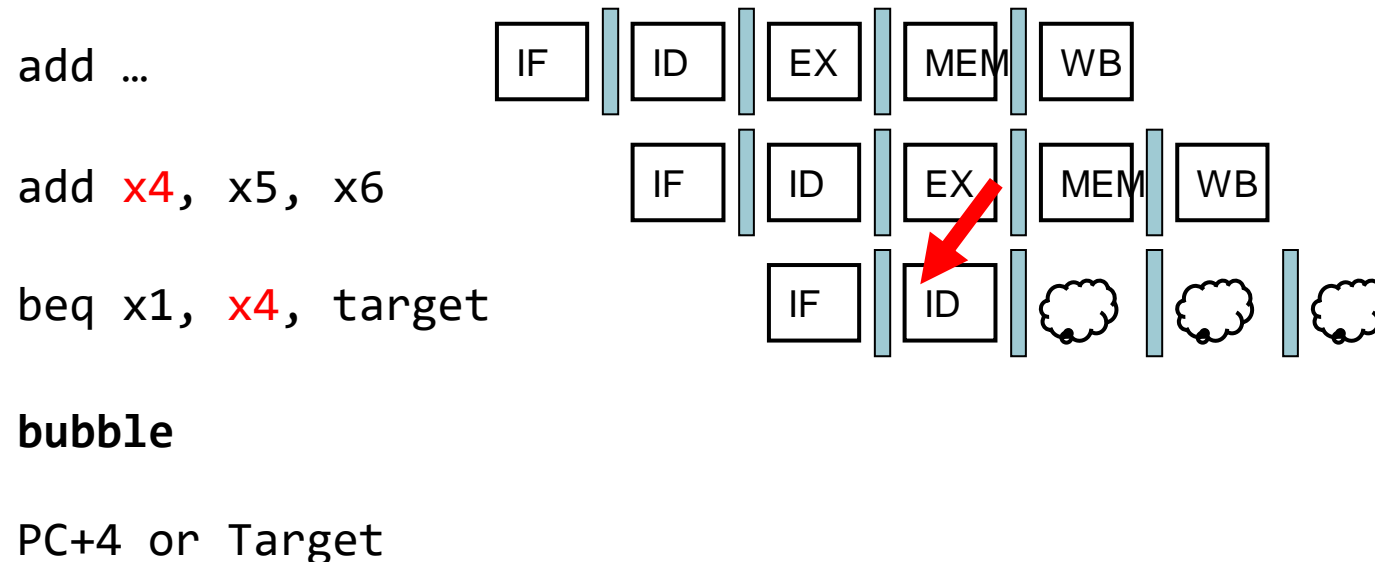 add … IF ID EX MEM WB
add x4, x5, x6 IF ID EX MEM WB
beq x1, x4, target IF ID
bubble
PC+4 or Target